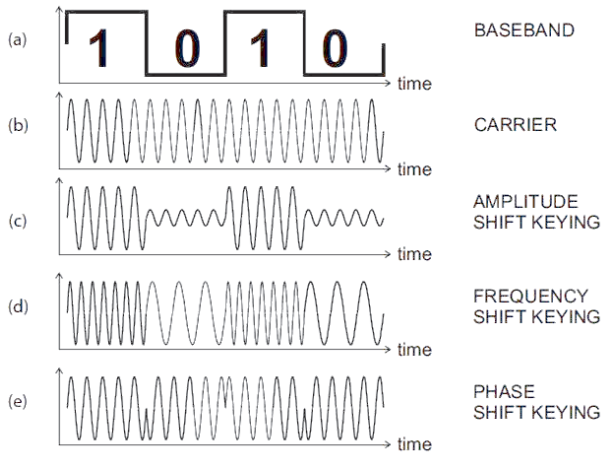 (a) 1 0 1 0 BASEBAND
time
(b) CARRIER
time
(c) AMPLITUDE
SHIFT KEYING
time
(d) FREQUENCY
SHIFT KEYING
time
(e) PHASE
SHIFT KEYING
time